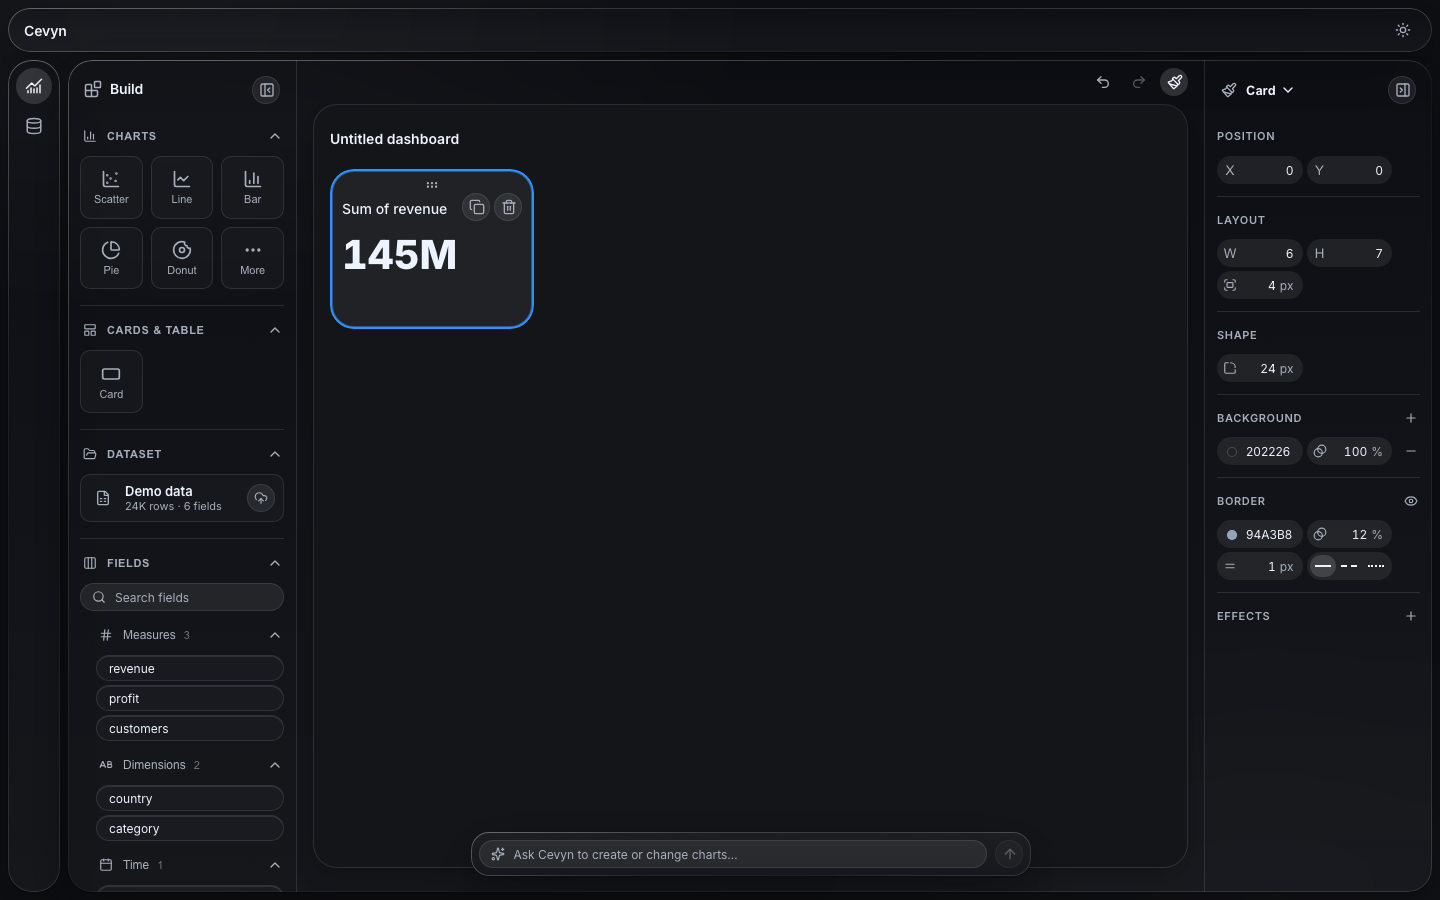 Cevyn
Build
CHARTS
Scatter
Line
Bar
Pie
Donut
More
CARDS & TABLE
Card
DATASET
Demo data
24K rows · 6 fields
FIELDS
Search fields
Measures 3
revenue
profit
customers
AB Dimensions 2
country
category
Time 1
Untitled dashboard
Sum of revenue
145M
Ask Cevyn to create or change charts...
Card
POSITION
X 0 Y 0
LAYOUT
W 6 H 7
4 px
SHAPE
24 px
BACKGROUND
202226 100 %
BORDER
94A3B8 12 %
1 px
EFFECTS